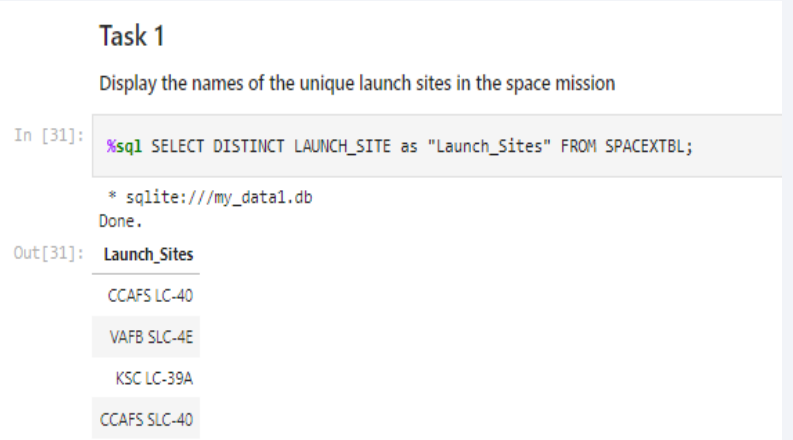 Task 1
Display the names of the unique launch sites in the space mission
In [31]: %sql SELECT DISTINCT LAUNCH_SITE as "Launch_Sites" FROM SPACEXTBL;
* sqlite:///my_data1.db
Done.
Out[31]: Launch_Sites
CCAFS LC-40
VAFB SLC-4E
KSC LC-39A
CCAFS SLC-40